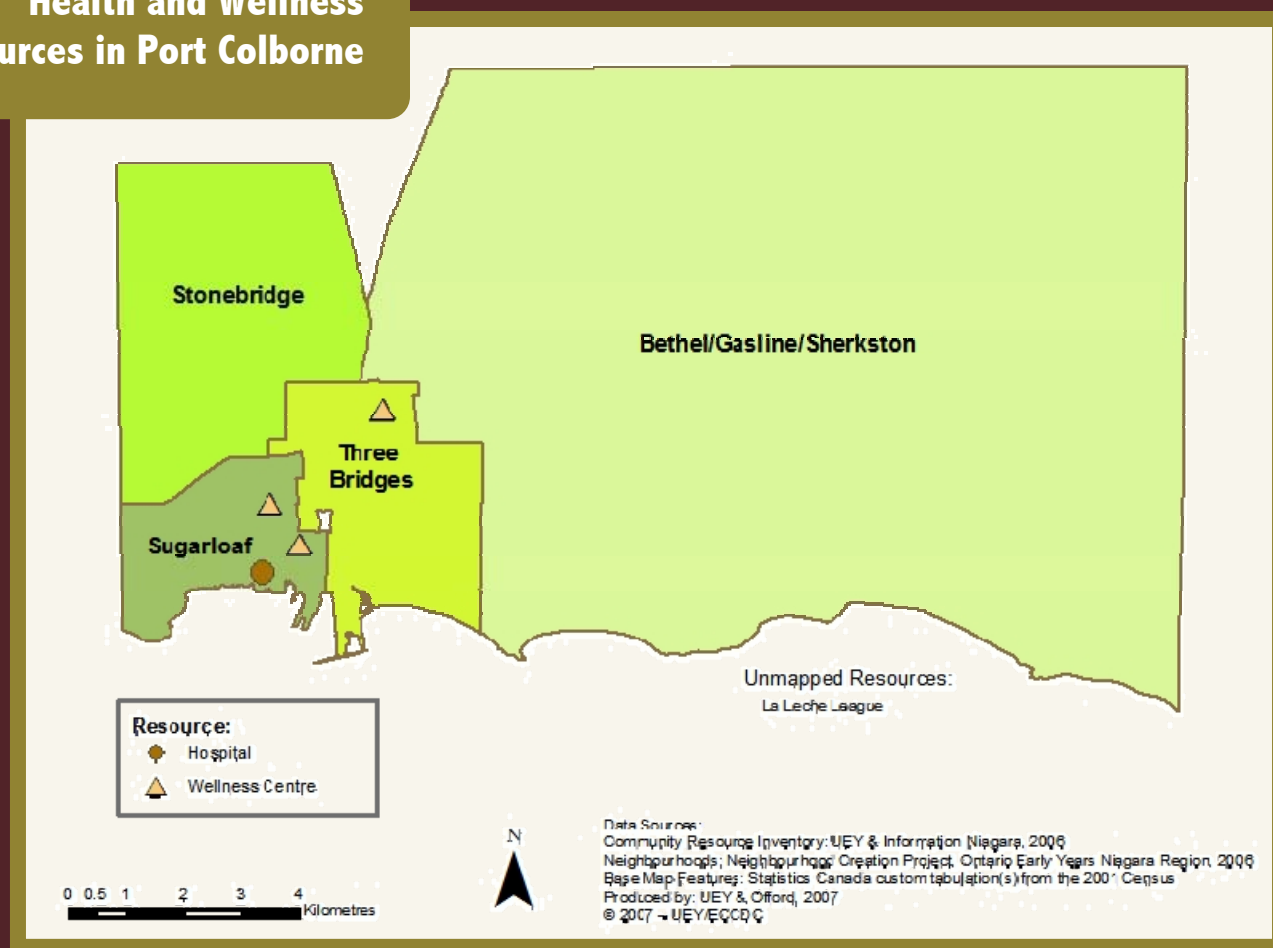 Health and Wellness
urces in Port Colborne
Stonebridge
Bethel/Gasline/Sherkston
Three
Bridges
Sugarloaf
Unmapped Resources:
La Leche League
Resource:
Hospital
Wellness Centre
N
0 0.5 1 2 3 4
Kilometres
Data Sources:
Community Resource Inventory: UEY & Information Niagara, 2006
Neighbourhoods; Neighbourhood Creation Project, Ontario Early Years Niagara Region, 2006
Base Map Features: Statistics Canada custom tabulation(s) from the 2001 Census
Produced by: UEY & Offord, 2007
© 2007 - UEY/ECCDC